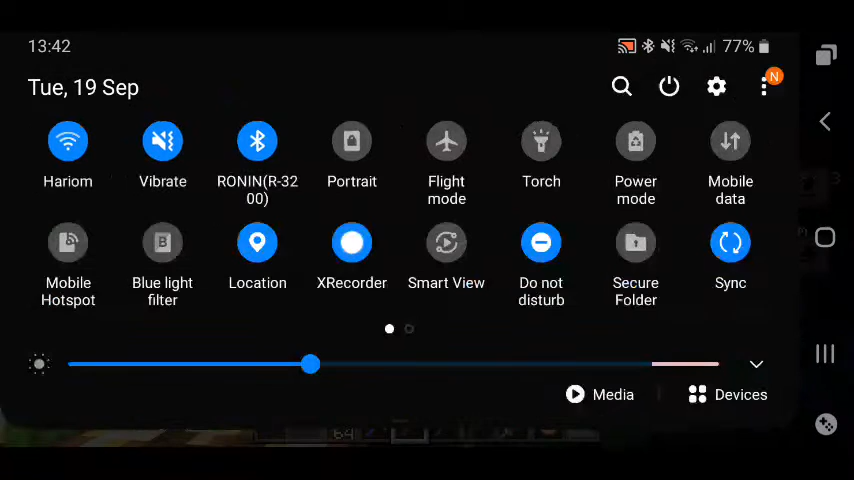 13:42
77%
Tue, 19 Sep
N
Hariom
Vibrate
RONIN(R-32
00)
Portrait
Flight
mode
Torch
Power
mode
Mobile
data
B
Mobile
Hotspot
Blue light
filter
Location
XRecorder
Smart View
Do not
disturb
Secure
Folder
Sync
Media
Devices
64